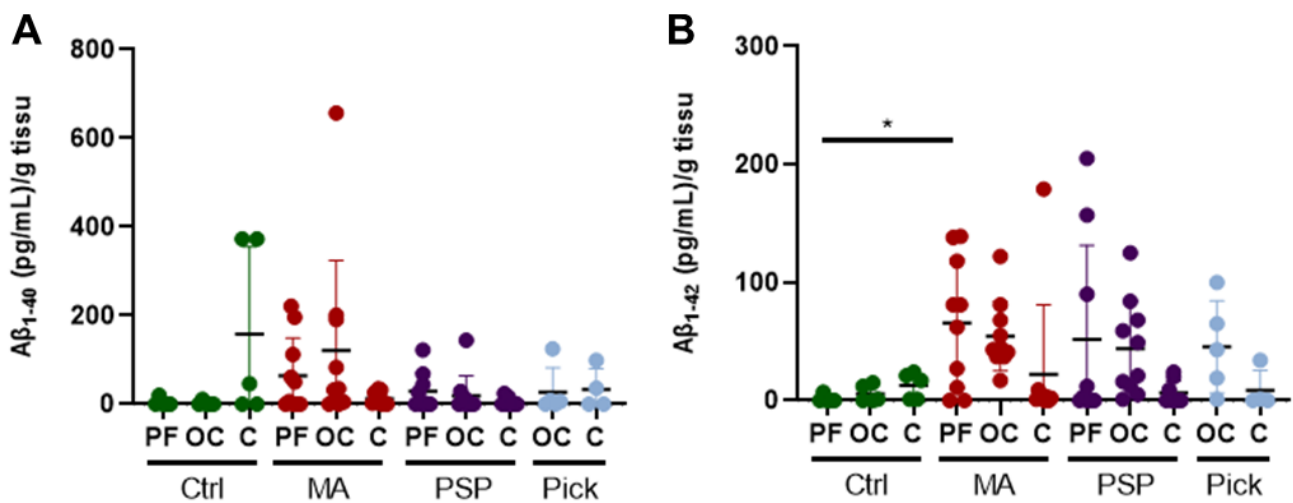 A
Aβ1-40 (pg/mL)/g tissu
800
600
400
200
0
PF OC C PF OC C PF OC C OC C
Ctrl MA PSP Pick
B
Aβ1-42 (pg/mL)/g tissu
300
200
100
0
*
PF OC C PF OC C PF OC C OC C
Ctrl MA PSP Pick